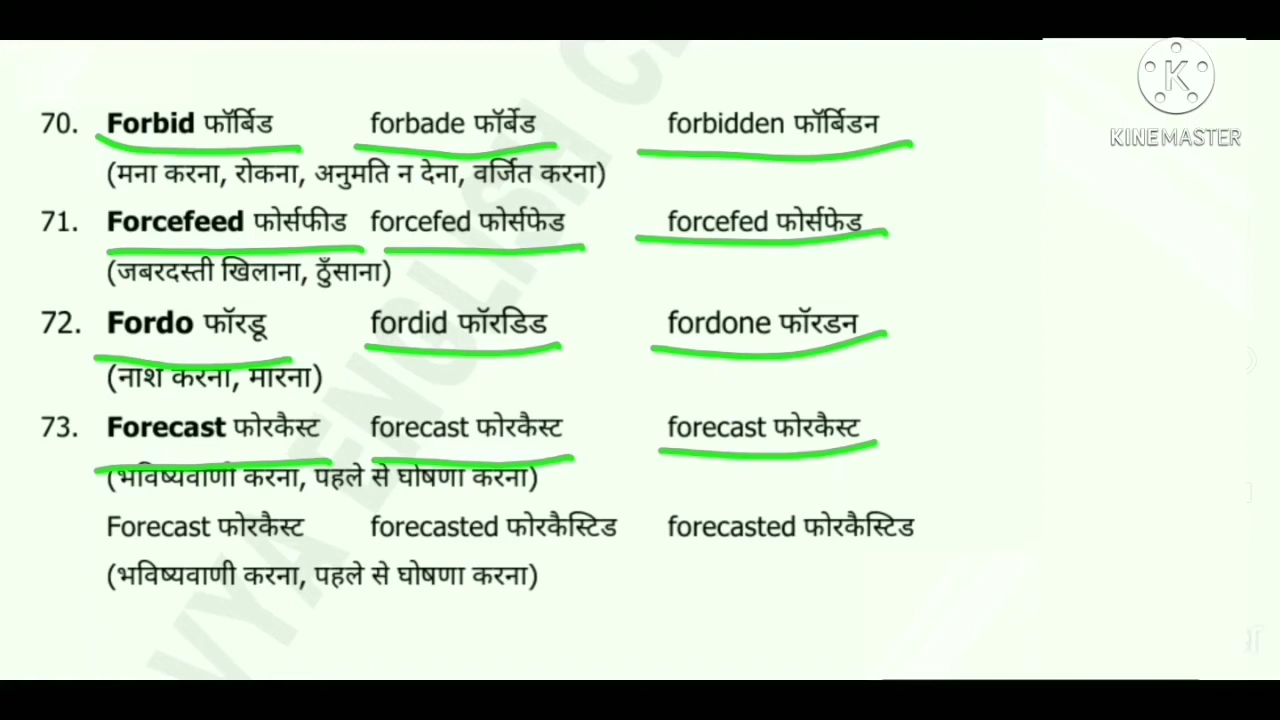 KINEMASTER
70. Forbid फॉर्बिड forbade फॉर्बेड forbidden फॉर्बिडन
(मना करना, रोकना, अनुमति न देना, वर्जित करना)
71. Forcefeed फोर्सफीड forcefed फोर्सफेड forcefed फोर्सफेड
(जबरदस्ती खिलाना, ठुँसाना)
72. Fordo फॉरडू fordid फॉरडिड fordone फॉरडन
(नाश करना, मारना)
73. Forecast फोरकैस्ट forecast फोरकैस्ट forecast फोरकैस्ट
(भविष्यवाणी करना, पहले से घोषणा करना)
Forecast फोरकैस्ट forecasted फोरकैस्टिड forecasted फोरकैस्टिड
(भविष्यवाणी करना, पहले से घोषणा करना)